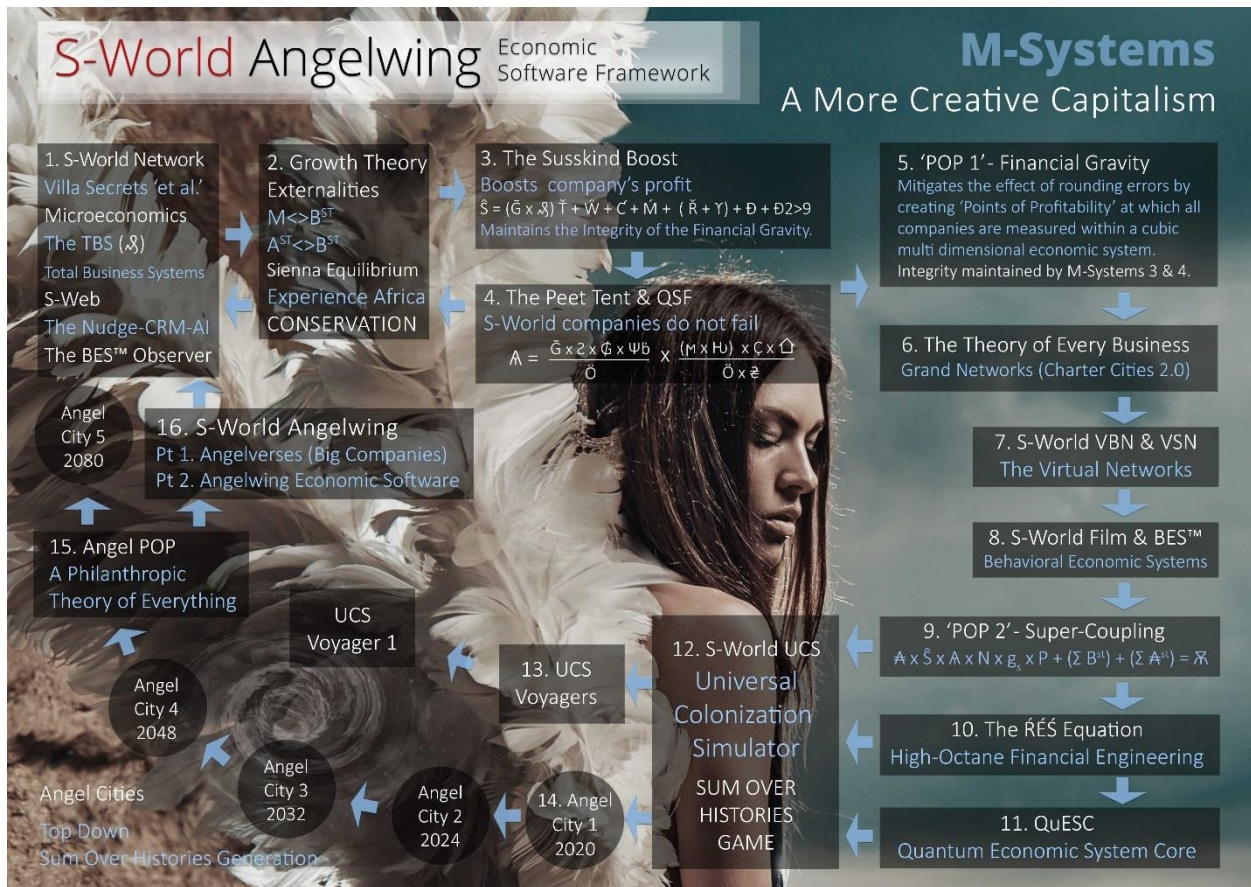 S-World Angelwing
Economic
Software Framework
M-Systems
A More Creative Capitalism
1. S-World Network
Villa Secrets 'et al.'
Microeconomics
The TBS (ꔪ)
Total Business Systems
S-Web
The Nudge-CRM-AI
The BES™ Observer
2. Growth Theory
Externalities
M<>Bˢᵀ
Aˢᵀ<>Bˢᵀ
Sienna Equilibrium
Experience Africa
CONSERVATION
3. The Susskind Boost
Boosts company's profit
Maintains the Integrity of the Financial Gravity.
4. The Peet Tent & QSF
S-World companies do not fail
5. 'POP 1'- Financial Gravity
Mitigates the effect of rounding errors by
creating 'Points of Profitability' at which all
companies are measured within a cubic
multi dimensional economic system.
Integrity maintained by M-Systems 3 & 4.
6. The Theory of Every Business
Grand Networks (Charter Cities 2.0)
7. S-World VBN & VSN
The Virtual Networks
8. S-World Film & BES™
Behavioral Economic Systems
9. 'POP 2'- Super-Coupling
10. The ŔÉŚ Equation
High-Octane Financial Engineering
11. QuESC
Quantum Economic System Core
12. S-World UCS
Universal
Colonization
Simulator
SUM OVER
HISTORIES
GAME
13. UCS
Voyagers
UCS
Voyager 1
14. Angel
City 1
2020
Angel
City 2
2024
Angel
City 3
2032
Angel
City 4
2048
Angel Cities
Top Down
Sum Over Histories Generation
15. Angel POP
A Philanthropic
Theory of Everything
16. S-World Angelwing
Pt 1. Angelverses (Big Companies)
Pt 2. Angelwing Economic Software
Angel
City 5
2080